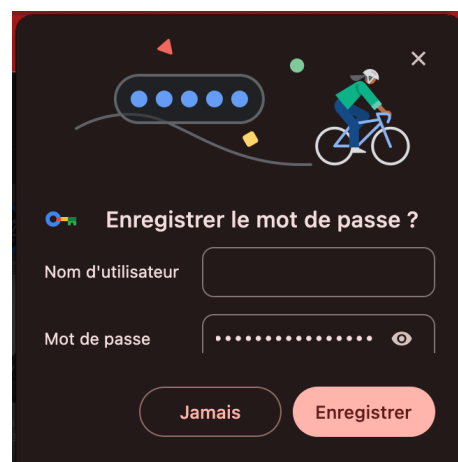 Enregistrer le mot de passe ?
Nom d'utilisateur
Mot de passe ••••••••••••••••
Jamais Enregistrer